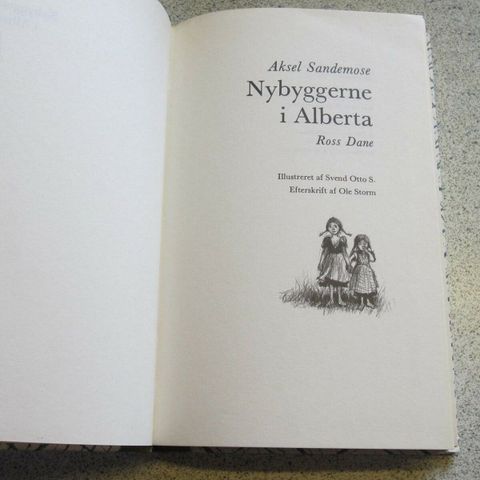 Aksel Sandemose
Nybyggerne
i Alberta
Ross Dane
Illustreret af Svend Otto S.
Efterskrift af Ole Storm